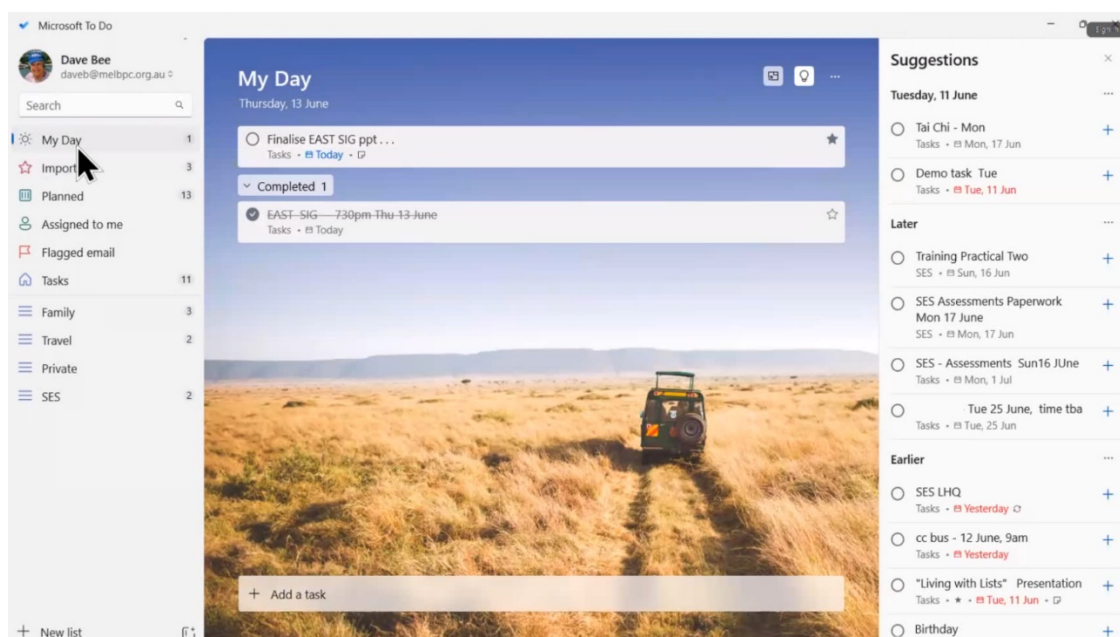 Microsoft To Do
Dave Bee
daveb@melbpc.org.au
Search
My Day 1
Import 3
Planned 13
Assigned to me
Flagged email
Tasks 11
Family 3
Travel 2
Private
SES 2
New list
My Day
Thursday, 13 June
Finalise EAST SIG ppt . . .
Tasks • Today •
Completed 1
EAST SIG 730pm Thu 13 June
Tasks • Today
Add a task
Suggestions
Tuesday, 11 June
Tai Chi - Mon
Tasks • Mon, 17 Jun
Demo task Tue
Tasks • Tue, 11 Jun
Later
Training Practical Two
SES • Sun, 16 Jun
SES Assessments Paperwork
Mon 17 June
SES • Mon, 17 Jun
SES - Assessments Sun16 JUne
Tasks • Mon, 1 Jul
Tue 25 June, time tba
Tasks • Tue, 25 Jun
Earlier
SES LHQ
Tasks • Yesterday
cc bus - 12 June, 9am
Tasks • Yesterday
"Living with Lists" Presentation
Tasks • ★ • Tue, 11 Jun •
Birthday